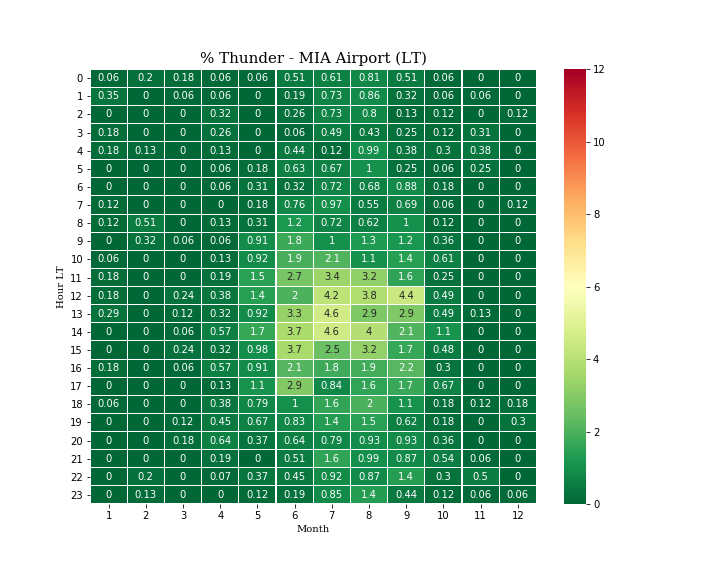 % Thunder - MIA Airport (LT)
0 0.06 0.2 0.18 0.06 0.06 0.51 0.61 0.81 0.51 0.06 0 0
1 0.35 0 0.06 0.06 0 0.19 0.73 0.86 0.32 0.06 0.06 0
2 0 0 0 0.32 0 0.26 0.73 0.8 0.13 0.12 0 0.12
3 0.18 0 0 0.26 0 0.06 0.49 0.43 0.25 0.12 0.31 0
4 0.18 0.13 0 0.13 0 0.44 0.12 0.99 0.38 0.3 0.38 0
5 0 0 0 0.06 0.18 0.63 0.67 1 0.25 0.06 0.25 0
6 0 0 0 0.06 0.31 0.32 0.72 0.68 0.88 0.18 0 0
7 0.12 0 0 0 0.18 0.76 0.97 0.55 0.69 0.06 0 0.12
8 0.12 0.51 0 0.13 0.31 1.2 0.72 0.62 1 0.12 0 0
9 0 0.32 0.06 0.06 0.91 1.8 1 1.3 1.2 0.36 0 0
10 0.06 0 0 0.13 0.92 1.9 2.1 1.1 1.4 0.61 0 0
11 0.18 0 0 0.19 1.5 2.7 3.4 3.2 1.6 0.25 0 0
12 0.18 0 0.24 0.38 1.4 2 4.2 3.8 4.4 0.49 0 0
13 0.29 0 0.12 0.32 0.92 3.3 4.6 2.9 2.9 0.49 0.13 0
14 0 0 0.06 0.57 1.7 3.7 4.6 4 2.1 1.1 0 0
15 0 0 0.24 0.32 0.98 3.7 2.5 3.2 1.7 0.48 0 0
16 0.18 0 0.06 0.57 0.91 2.1 1.8 1.9 2.2 0.3 0 0
17 0 0 0 0.13 1.1 2.9 0.84 1.6 1.7 0.67 0 0
18 0.06 0 0 0.38 0.79 1 1.6 2 1.1 0.18 0.12 0.18
19 0 0 0.12 0.45 0.67 0.83 1.4 1.5 0.62 0.18 0 0.3
20 0 0 0.18 0.64 0.37 0.64 0.79 0.93 0.93 0.36 0 0
21 0 0 0 0.19 0 0.51 1.6 0.99 0.87 0.54 0.06 0
22 0 0.2 0 0.07 0.37 0.45 0.92 0.87 1.4 0.3 0.5 0
23 0 0.13 0 0 0.12 0.19 0.85 1.4 0.44 0.12 0.06 0.06
1 2 3 4 5 6 7 8 9 10 11 12
Month
Hour LT
12
10
8
6
4
2
0